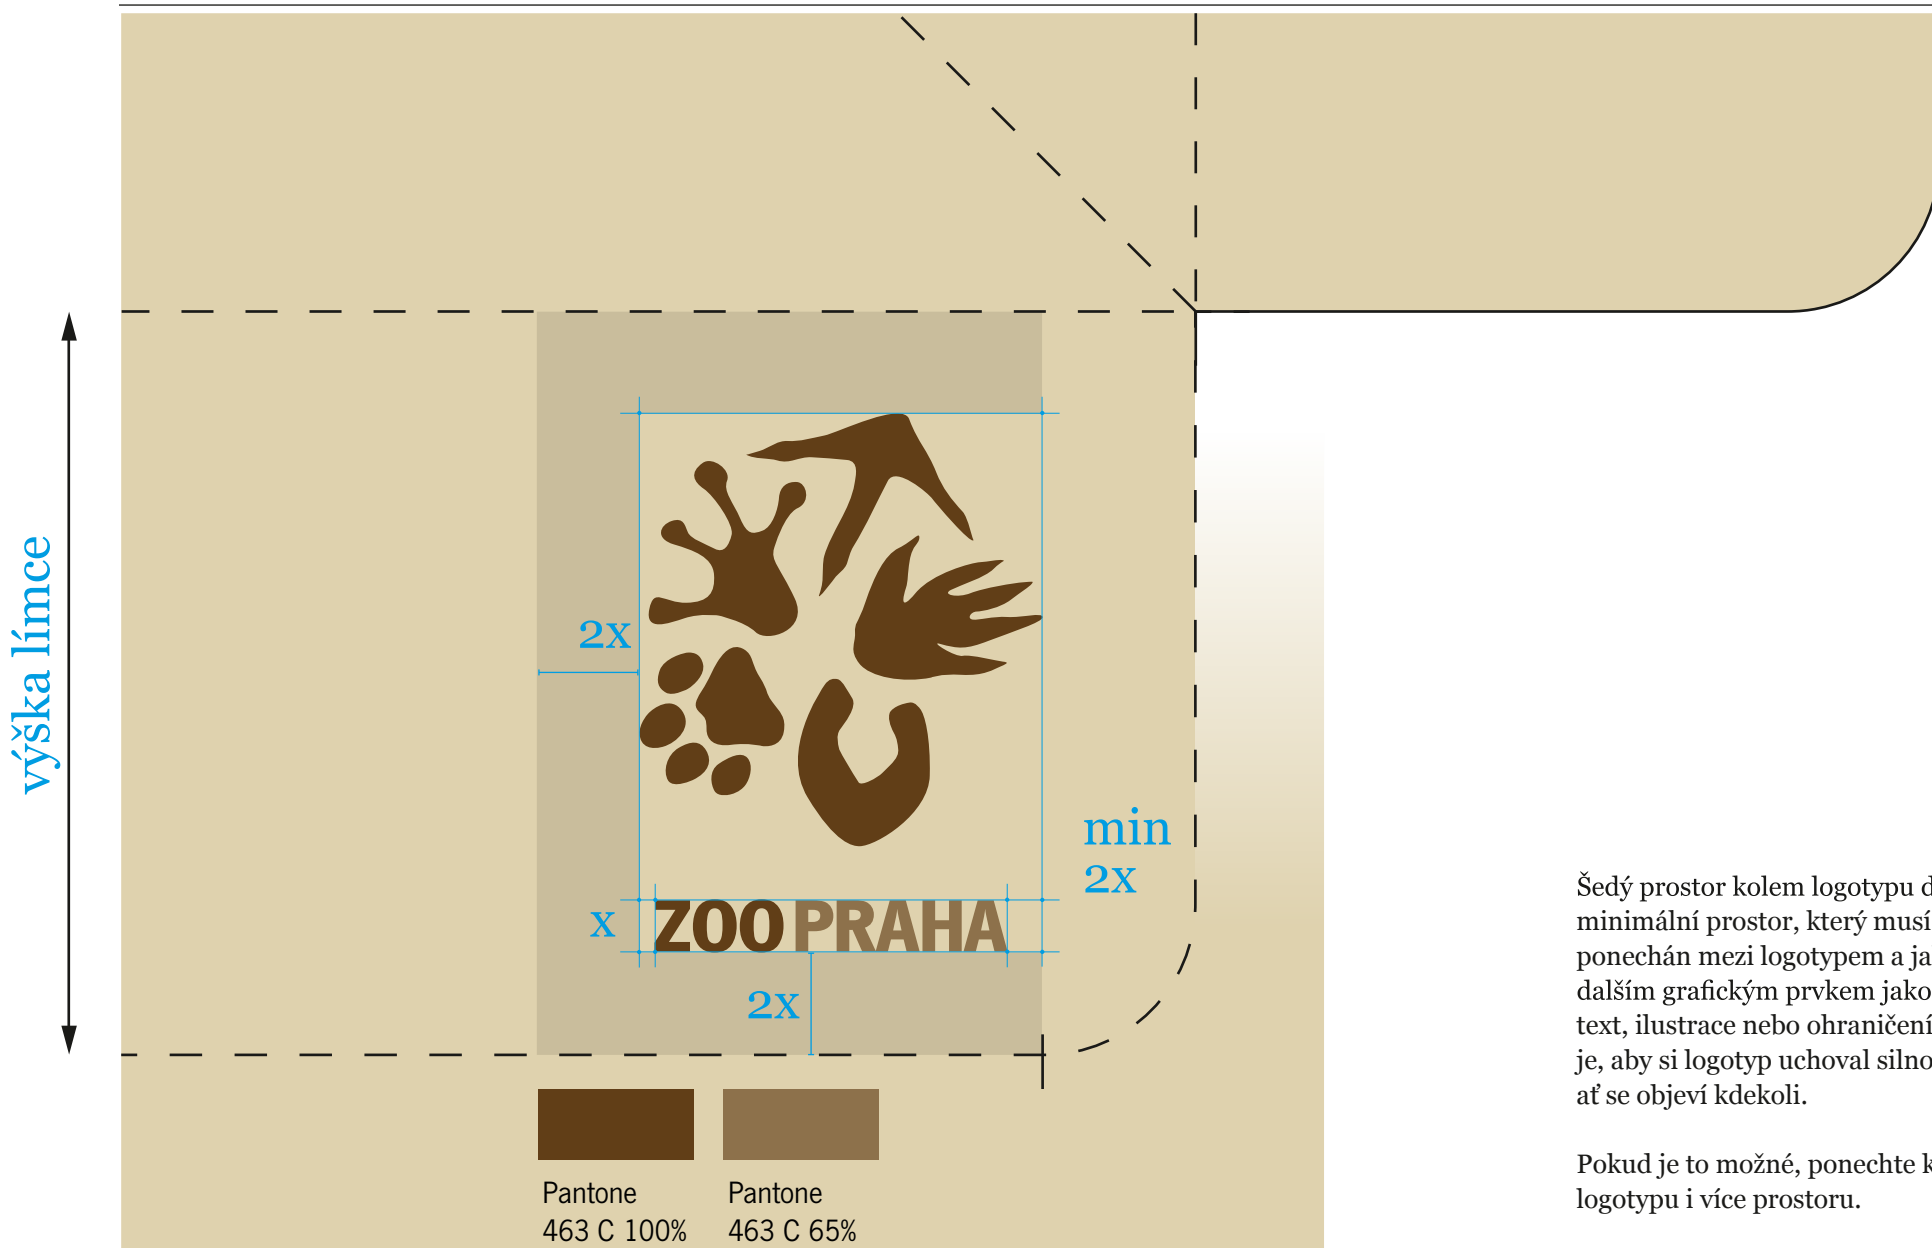 výška límce
2x
min
2x
x
ZOO PRAHA
2x
Pantone
463 C 100%
Pantone
463 C 65%
Šedý prostor kolem logotypu
minimální prostor, který musí
ponechán mezi logotypem a
dalším grafickým prvkem jako
text, ilustrace nebo ohraničení
je, aby si logotyp uchoval
ať se objeví kdekoli.
Pokud je to možné, ponechte
logotypu i více prostoru.